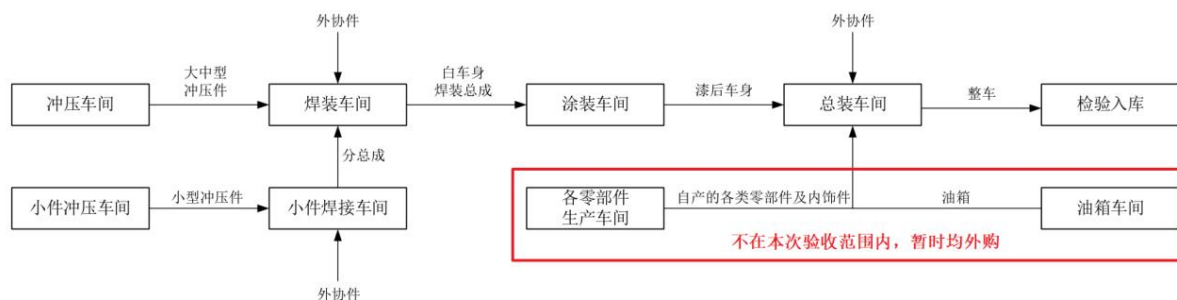 外协件
外协件
冲压车间
大中型
冲压件
焊装车间
白车身
焊装总成
涂装车间
漆后车身
总装车间
整车
检验入库
分总成
小件冲压车间
小型冲压件
小件焊接车间
各零部件
生产车间
自产的各类零部件及内饰件
油箱
油箱车间
不在本次验收范围内，暂时均外购
外协件